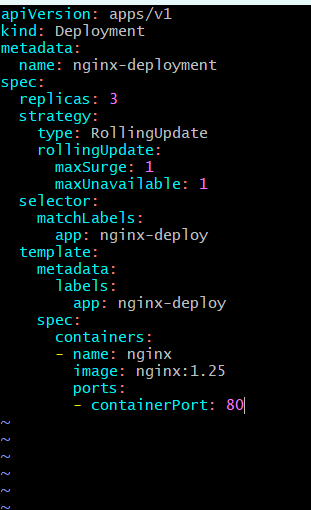 apiVersion: apps/v1
kind: Deployment
metadata:
  name: nginx-deployment
spec:
  replicas: 3
  strategy:
    type: RollingUpdate
    rollingUpdate:
      maxSurge: 1
      maxUnavailable: 1
  selector:
    matchLabels:
      app: nginx-deploy
  template:
    metadata:
      labels:
        app: nginx-deploy
    spec:
      containers:
      - name: nginx
        image: nginx:1.25
        ports:
        - containerPort: 80
~
~
~
~
~
~